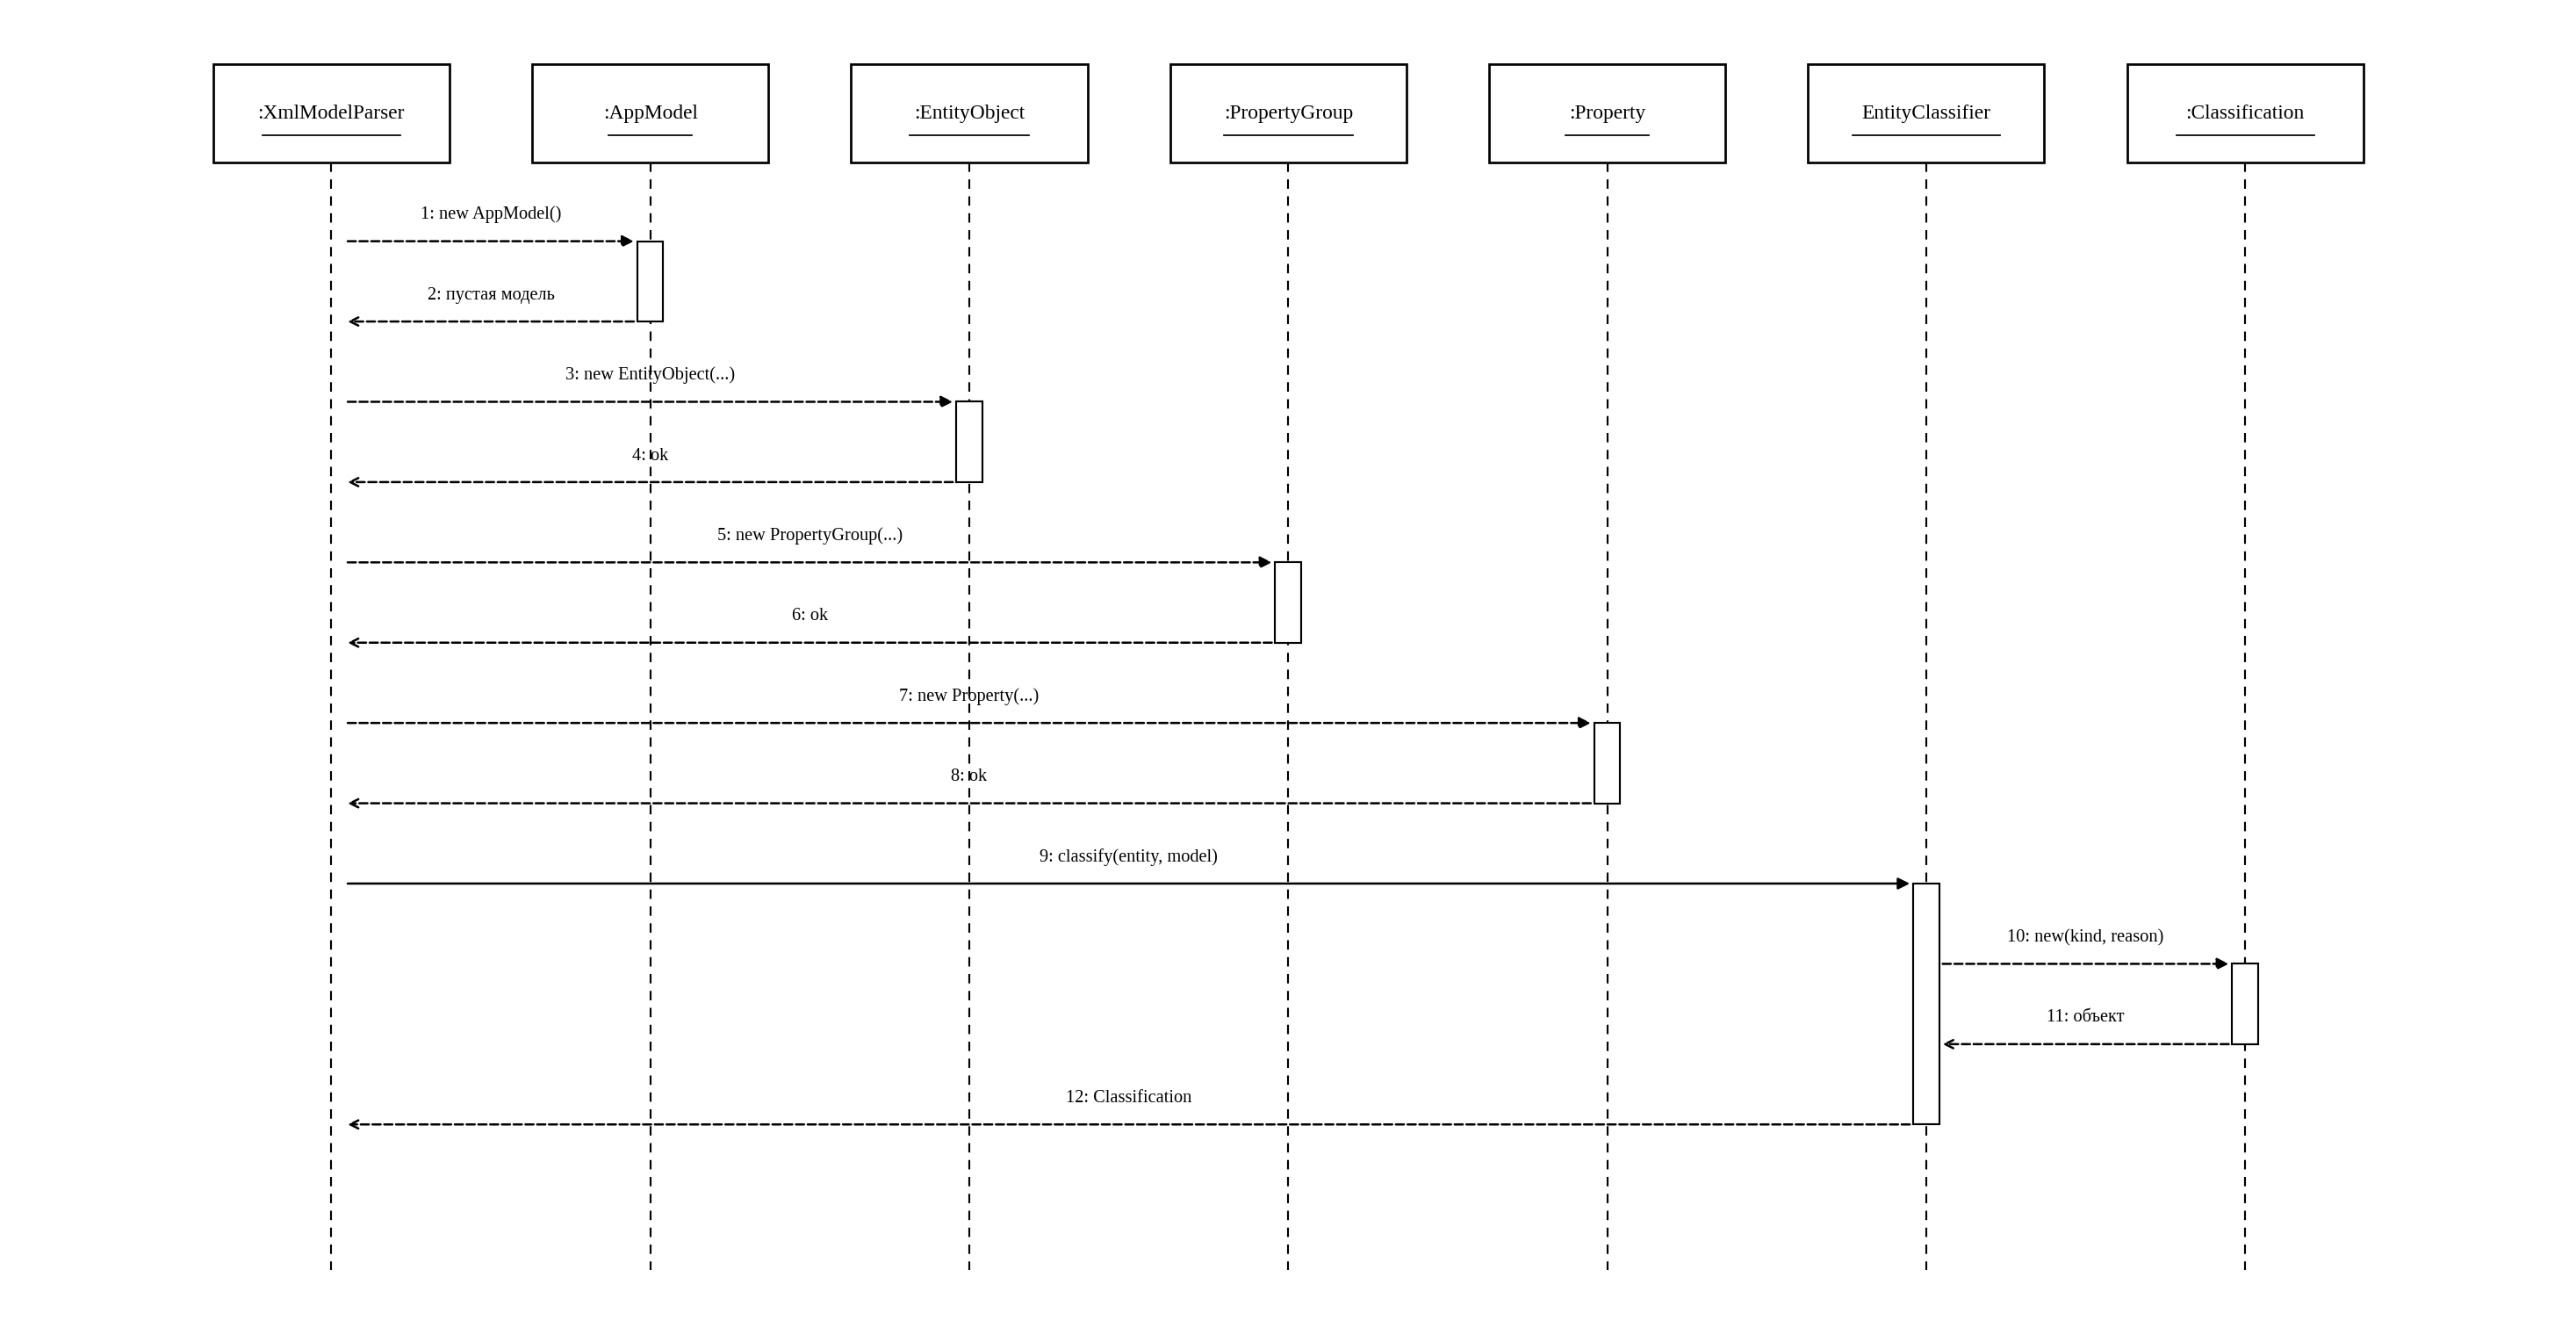 :XmlModelParser
:AppModel
:EntityObject
:PropertyGroup
:Property
EntityClassifier
:Classification
1: new AppModel()
2: пустая модель
3: new EntityObject(...)
4: ok
5: new PropertyGroup(...)
6: ok
7: new Property(...)
8: ok
9: classify(entity, model)
10: new(kind, reason)
11: объект
12: Classification